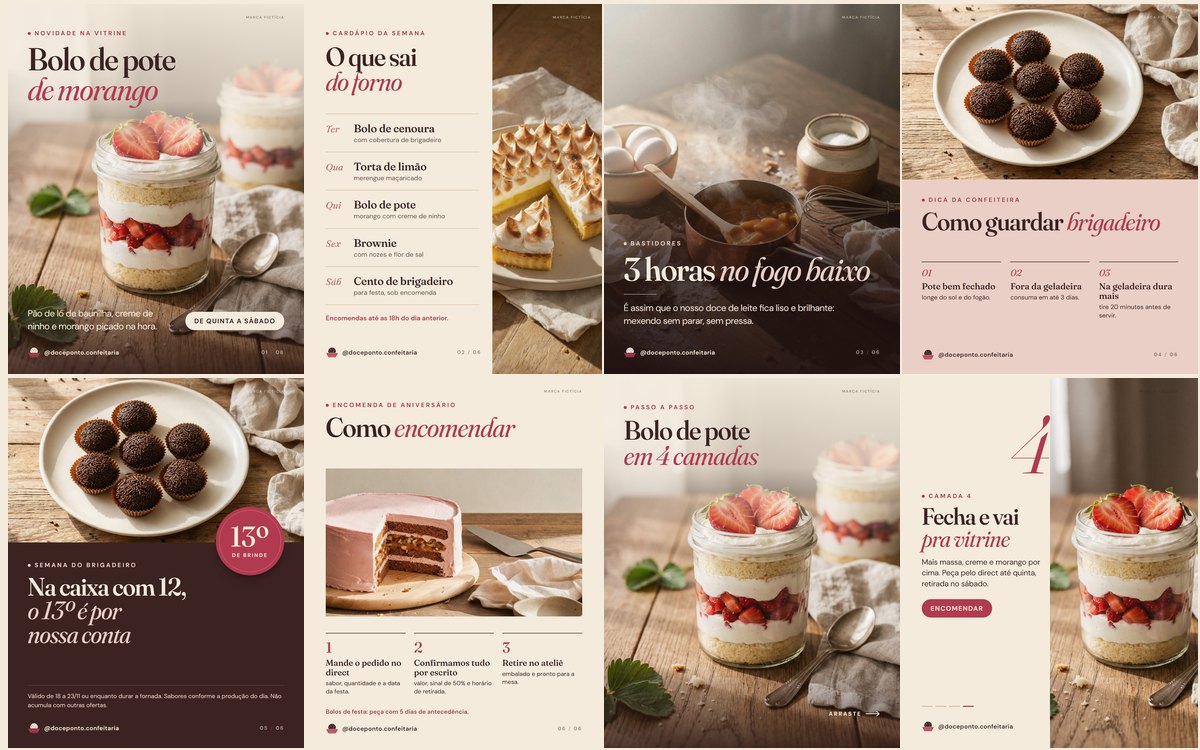 MARCA FICTÍCIA
NOVIDADE NA VITRINE
Bolo de pote
de morango
Pão de ló de baunilha, creme de
ninho e morango picado na hora.
DE QUINTA A SÁBADO
@doceponto.confeitaria
01 / 06
CARDÁPIO DA SEMANA
O que sai
do forno
Ter
Bolo de cenoura
com cobertura de brigadeiro
Qua
Torta de limão
merengue maçaricado
Qui
Bolo de pote
morango com creme de ninho
Sex
Brownie
com nozes e flor de sal
Sáb
Cento de brigadeiro
para festa, sob encomenda
Encomendas até as 18h do dia anterior.
@doceponto.confeitaria
02 / 06
MARCA FICTÍCIA
MARCA FICTÍCIA
BASTIDORES
3 horas no fogo baixo
É assim que o nosso doce de leite fica liso e brilhante:
mexendo sem parar, sem pressa.
@doceponto.confeitaria
03 / 06
DICA DA CONFEITEIRA
Como guardar brigadeiro
01
Pote bem fechado
longe do sol e do fogão.
02
Fora da geladeira
consuma em até 3 dias.
03
Na geladeira dura
mais
tire 20 minutos antes de
servir.
@doceponto.confeitaria
04 / 06
13º
DE BRINDE
SEMANA DO BRIGADEIRO
Na caixa com 12,
o 13º é por
nossa conta
Válido de 18 a 23/11 ou enquanto durar a fornada. Sabores conforme a produção do dia. Não
acumula com outras ofertas.
@doceponto.confeitaria
05 / 06
MARCA FICTÍCIA
ENCOMENDA DE ANIVERSÁRIO
Como encomendar
1
Mande o pedido no
direct
sabor, quantidade e a data
da festa.
2
Confirmamos tudo
por escrito
valor, sinal de 50% e horário
de retirada.
3
Retire no ateliê
embalado e pronto para a
mesa.
Bolos de festa: peça com 5 dias de antecedência.
@doceponto.confeitaria
06 / 06
MARCA FICTÍCIA
PASSO A PASSO
Bolo de pote
em 4 camadas
ARRASTE
4
CAMADA 4
Fecha e vai
pra vitrine
Mais massa, creme e morango por
cima. Peça pelo direct até quinta,
retirada no sábado.
ENCOMENDAR
@doceponto.confeitaria